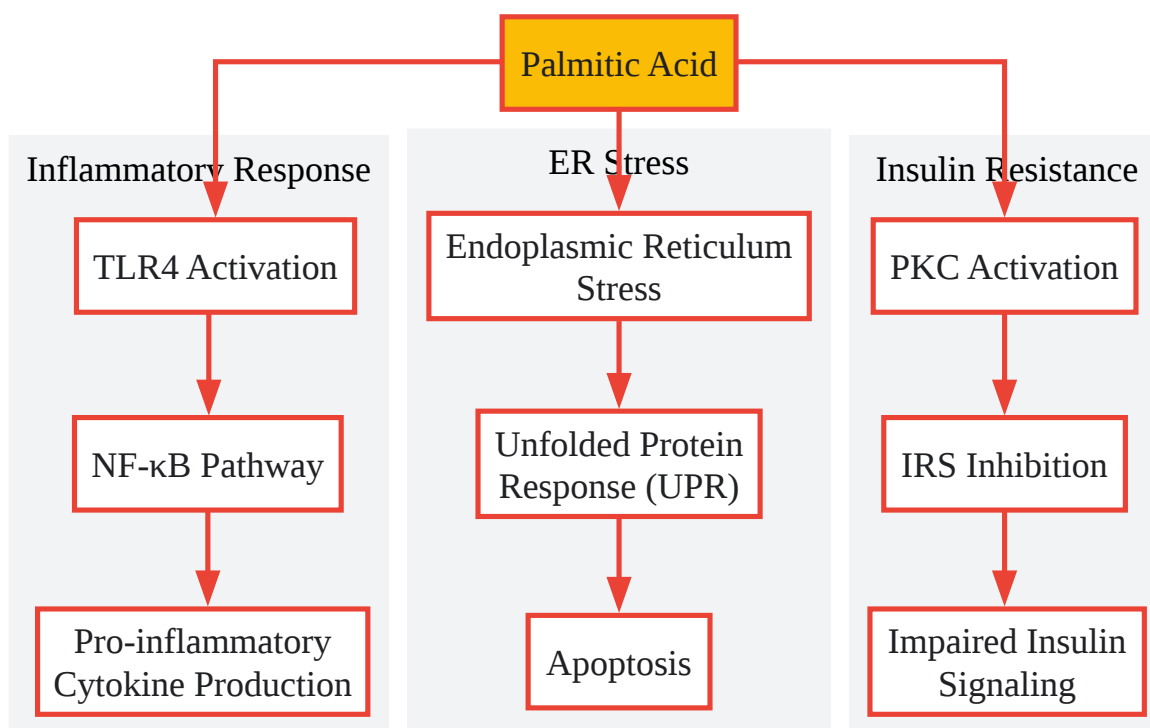 Palmitic Acid
Inflammatory Response
TLR4 Activation
NF-κB Pathway
Pro-inflammatory
Cytokine Production
ER Stress
Endoplasmic Reticulum
Stress
Unfolded Protein
Response (UPR)
Apoptosis
Insulin Resistance
PKC Activation
IRS Inhibition
Impaired Insulin
Signaling